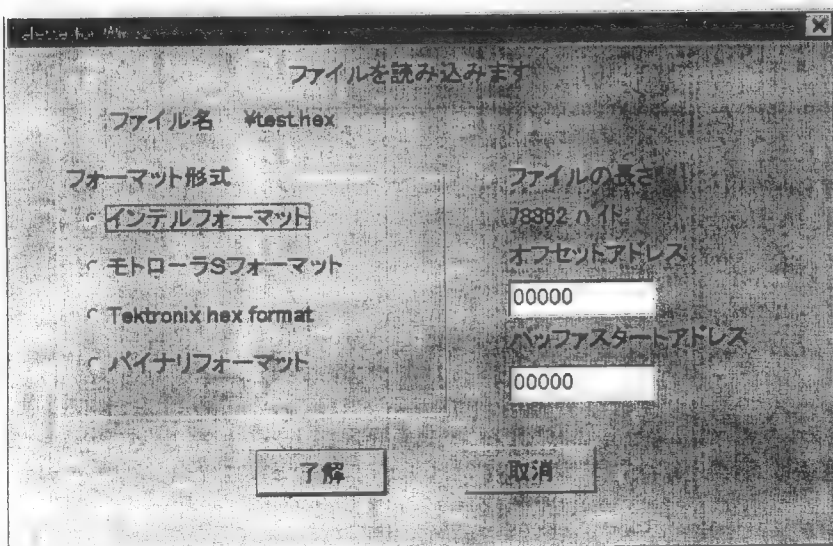 ファイルを読み込みます
ファイル名 ¥test.hex
フォーマット形式
インテルフォーマット
モトローラSフォーマット
Tektronix hex format
バイナリフォーマット
ファイルの長さ
78862 バイト
オフセットアドレス
00000
バッファスタートアドレス
00000
了解
取消